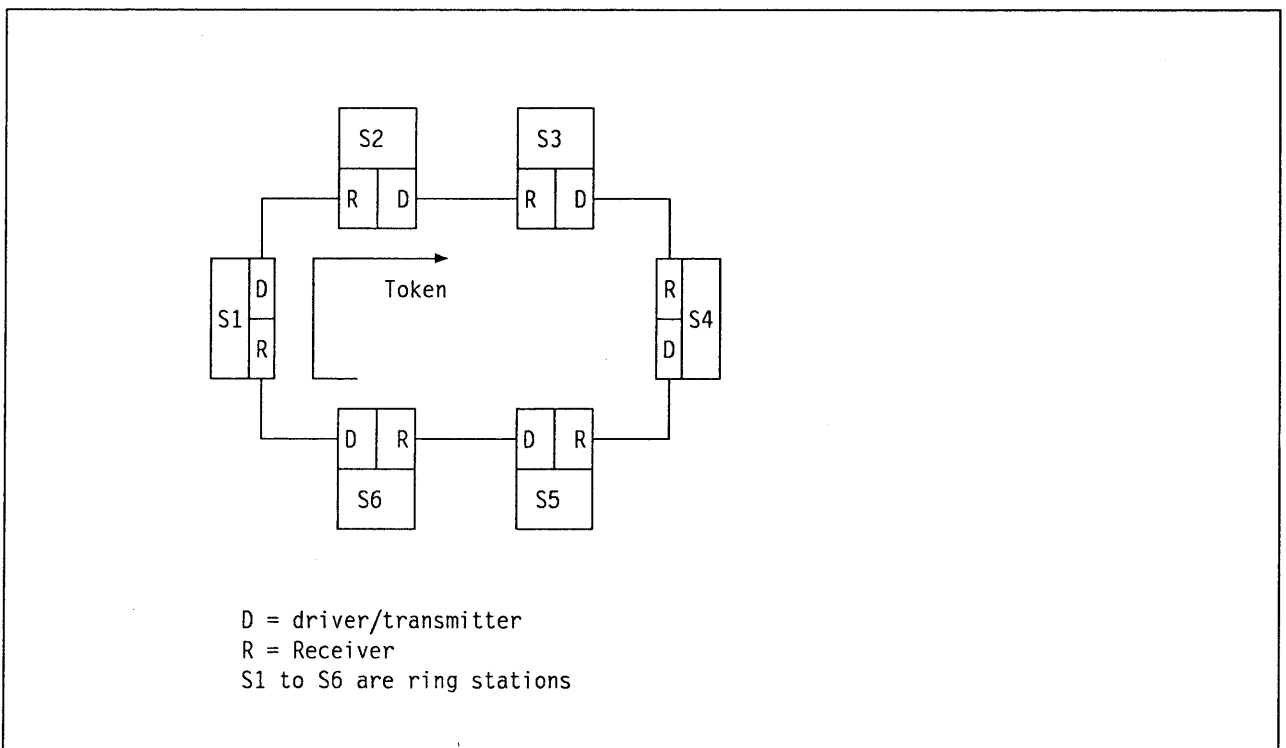 S2 S3
R D R D
D
Token
R
S1 S4
R
D
D R D R
S6 S5
D = driver/transmitter
R = Receiver
S1 to S6 are ring stations